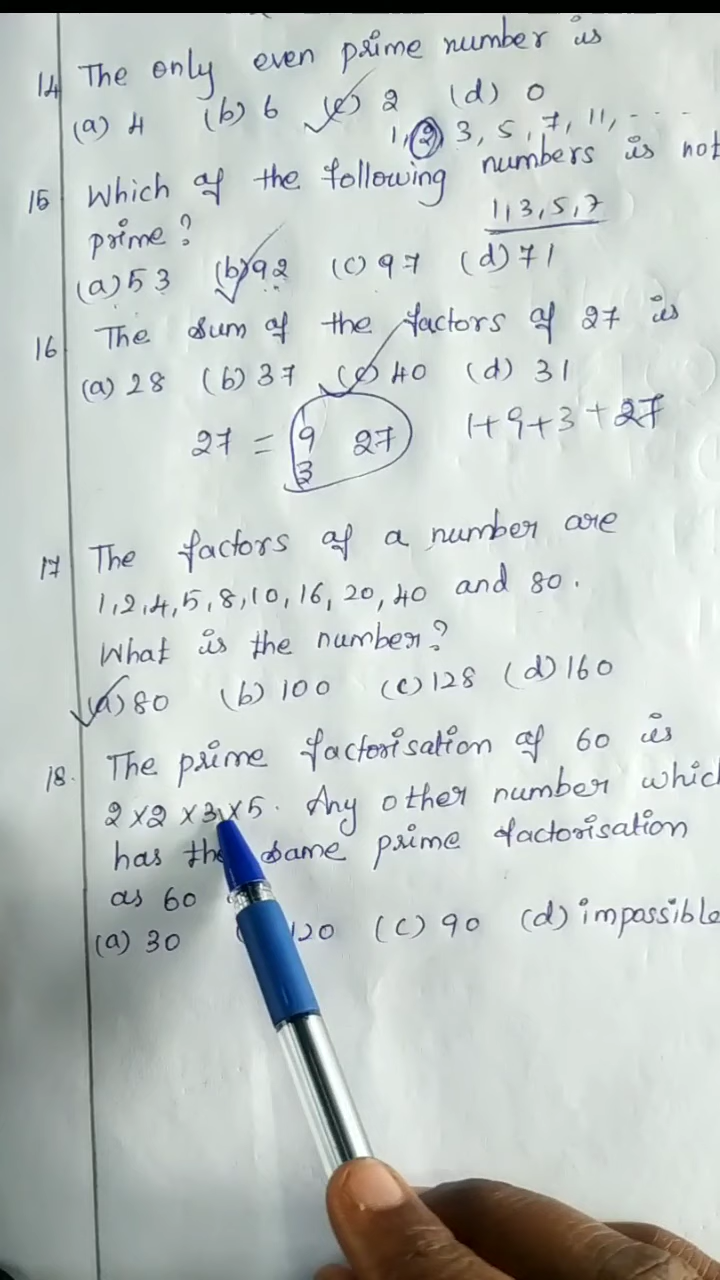 14 The only even prime number is
(a) 4 (b) 6 (c) 2 (d) 0
1, 2, 3, 5, 7, 11, ---
15 Which of the following numbers is not
prime?
1, 3, 5, 7
(a) 53 (b) 92 (c) 97 (d) 71
16 The sum of the factors of 27 is
(a) 28 (b) 37 (c) 40 (d) 31
27 = 9 27 1+9+3+27
3
17 The factors of a number are
1, 2, 4, 5, 8, 10, 16, 20, 40 and 80.
What is the number?
(a) 80 (b) 100 (c) 128 (d) 160
18. The prime factorisation of 60 is
2 × 2 × 3 × 5. Any other number which
has the same prime factorisation
as 60
(a) 30 120 (c) 90 (d) impossible